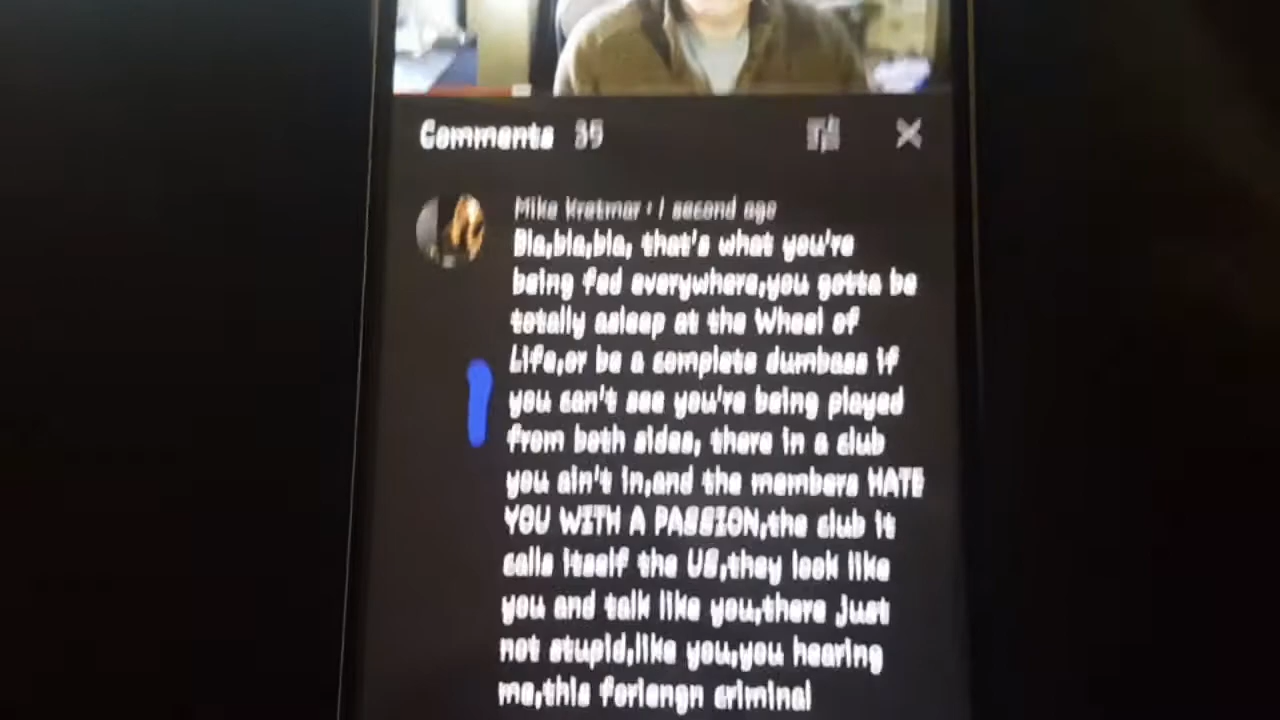 Comments 39
Mike Kretmar · 1 second ago
Bla,bla,bla, that's what you're
being fed everywhere,you gotta be
totally asleep at the Wheel of
Life,or be a complete dumbass if
you can't see you're being played
from both sides, there in a club
you ain't in,and the members HATE
YOU WITH A PASSION,the club it
calls itself the US,they look like
you and talk like you,there Just
not stupid,like you,you hearing
me,this foriengn criminal